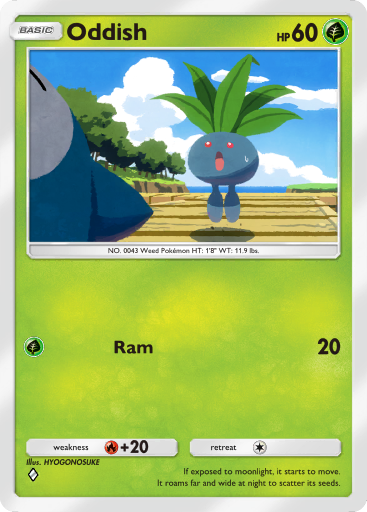 BASIC Oddish HP 60
NO. 0043 Weed Pokémon HT: 1'8" WT: 11.9 lbs.
Ram 20
weakness +20 retreat
Illus. HYOGONOSUKE
If exposed to moonlight, it starts to move.
It roams far and wide at night to scatter its seeds.